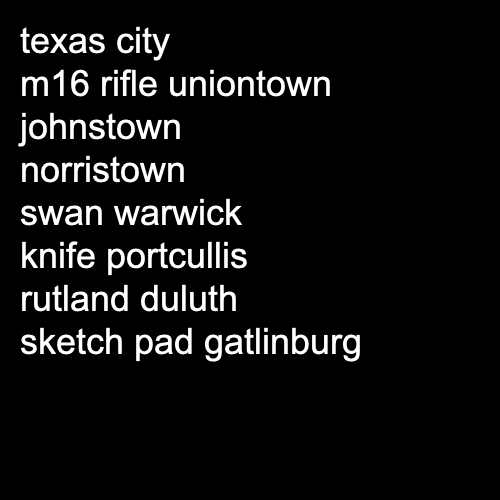 texas city
m16 rifle uniontown
johnstown
norristown
swan warwick
knife portcullis
rutland duluth
sketch pad gatlinburg